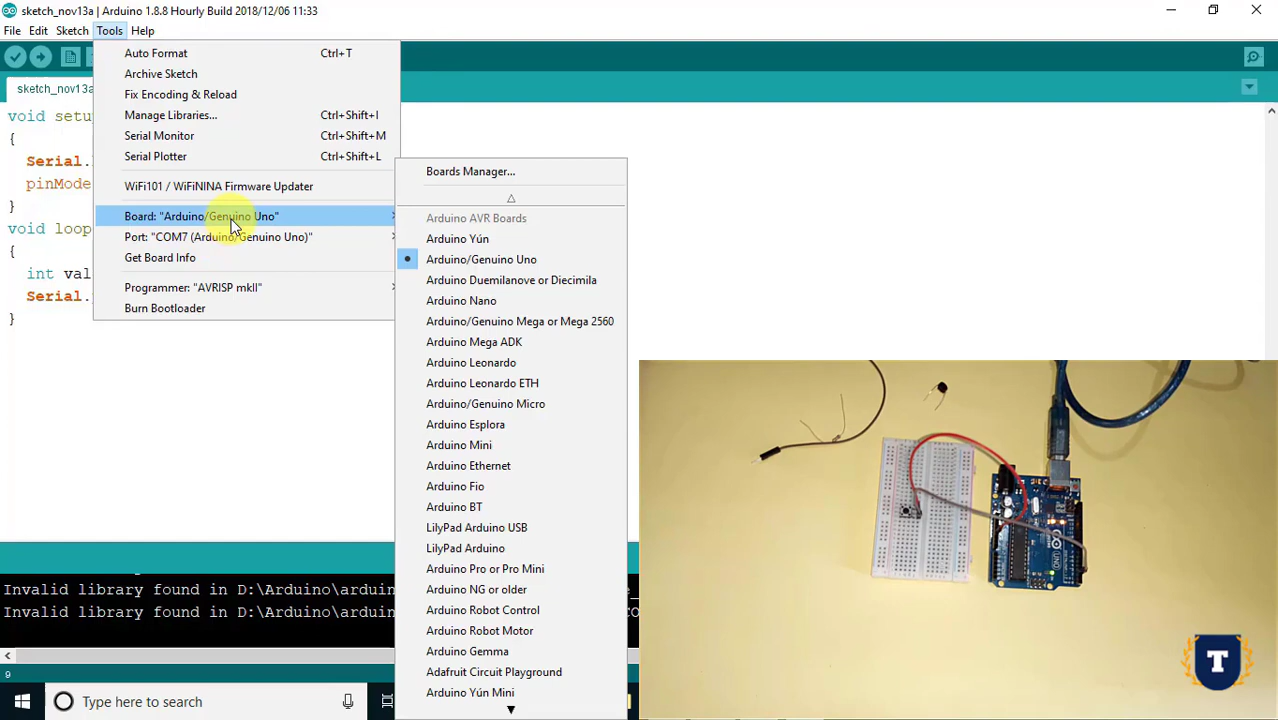 sketch_nov13a | Arduino 1.8.8 Hourly Build 2018/12/06 11:33
File Edit Sketch Tools Help
sketch_nov13a
Auto Format Ctrl+T
Archive Sketch
Fix Encoding & Reload
Manage Libraries... Ctrl+Shift+I
Serial Monitor Ctrl+Shift+M
Serial Plotter Ctrl+Shift+L
WiFi101 / WiFiNINA Firmware Updater
Board: "Arduino/Genuino Uno"
Port: "COM7 (Arduino/Genuino Uno)"
Get Board Info
Programmer: "AVRISP mkII"
Burn Bootloader
Boards Manager...
Arduino AVR Boards
Arduino Yún
Arduino/Genuino Uno
Arduino Duemilanove or Diecimila
Arduino Nano
Arduino/Genuino Mega or Mega 2560
Arduino Mega ADK
Arduino Leonardo
Arduino Leonardo ETH
Arduino/Genuino Micro
Arduino Esplora
Arduino Mini
Arduino Ethernet
Arduino Fio
Arduino BT
LilyPad Arduino USB
LilyPad Arduino
Arduino Pro or Pro Mini
Arduino NG or older
Arduino Robot Control
Arduino Robot Motor
Arduino Gemma
Adafruit Circuit Playground
Arduino Yún Mini
void setu
{
Serial.
pinMode
}
void loop
{
int val
Serial.
}
Invalid library found in D:\Arduino\arduin
Invalid library found in D:\Arduino\arduin
9
Type here to search
UNO
T